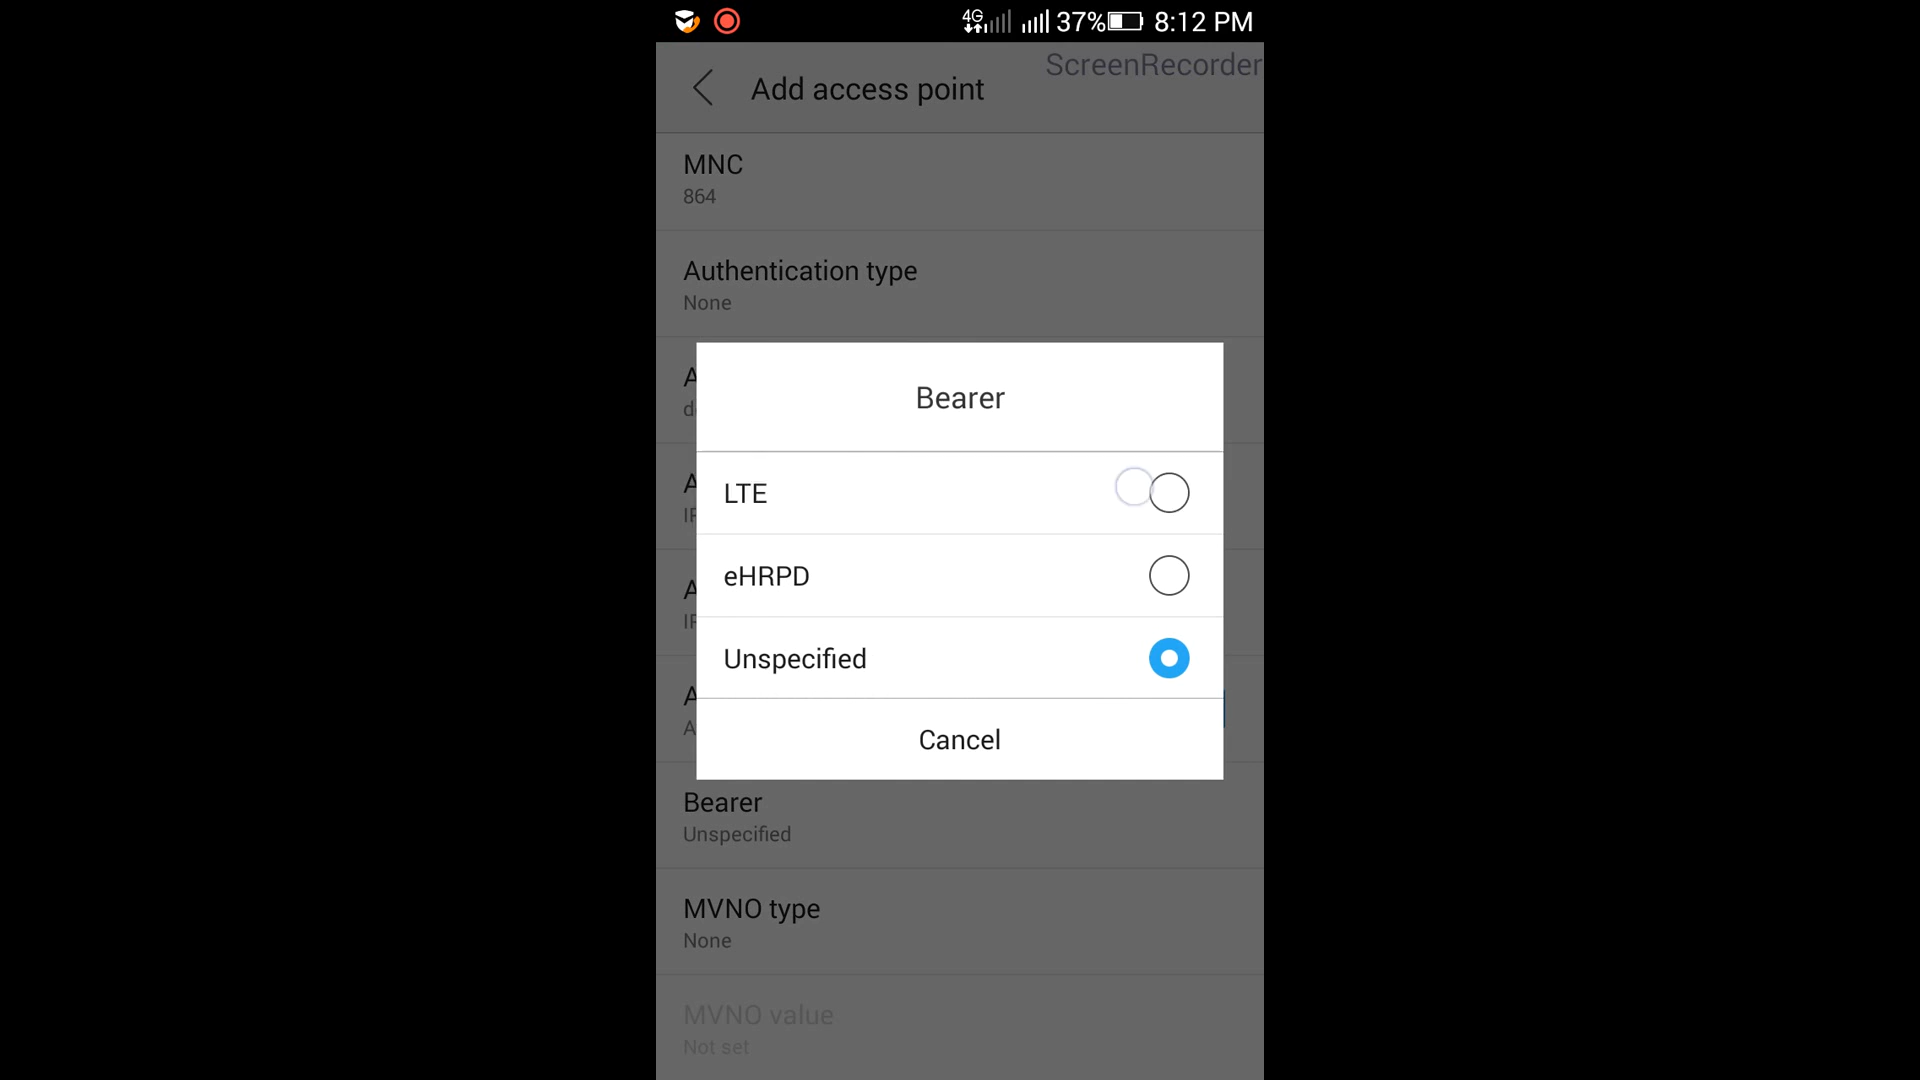 4G 37% 8:12 PM
ScreenRecorder
Add access point
MNC
864
Authentication type
None
Bearer
LTE
eHRPD
Unspecified
Cancel
Bearer
Unspecified
MVNO type
None
MVNO value
Not set